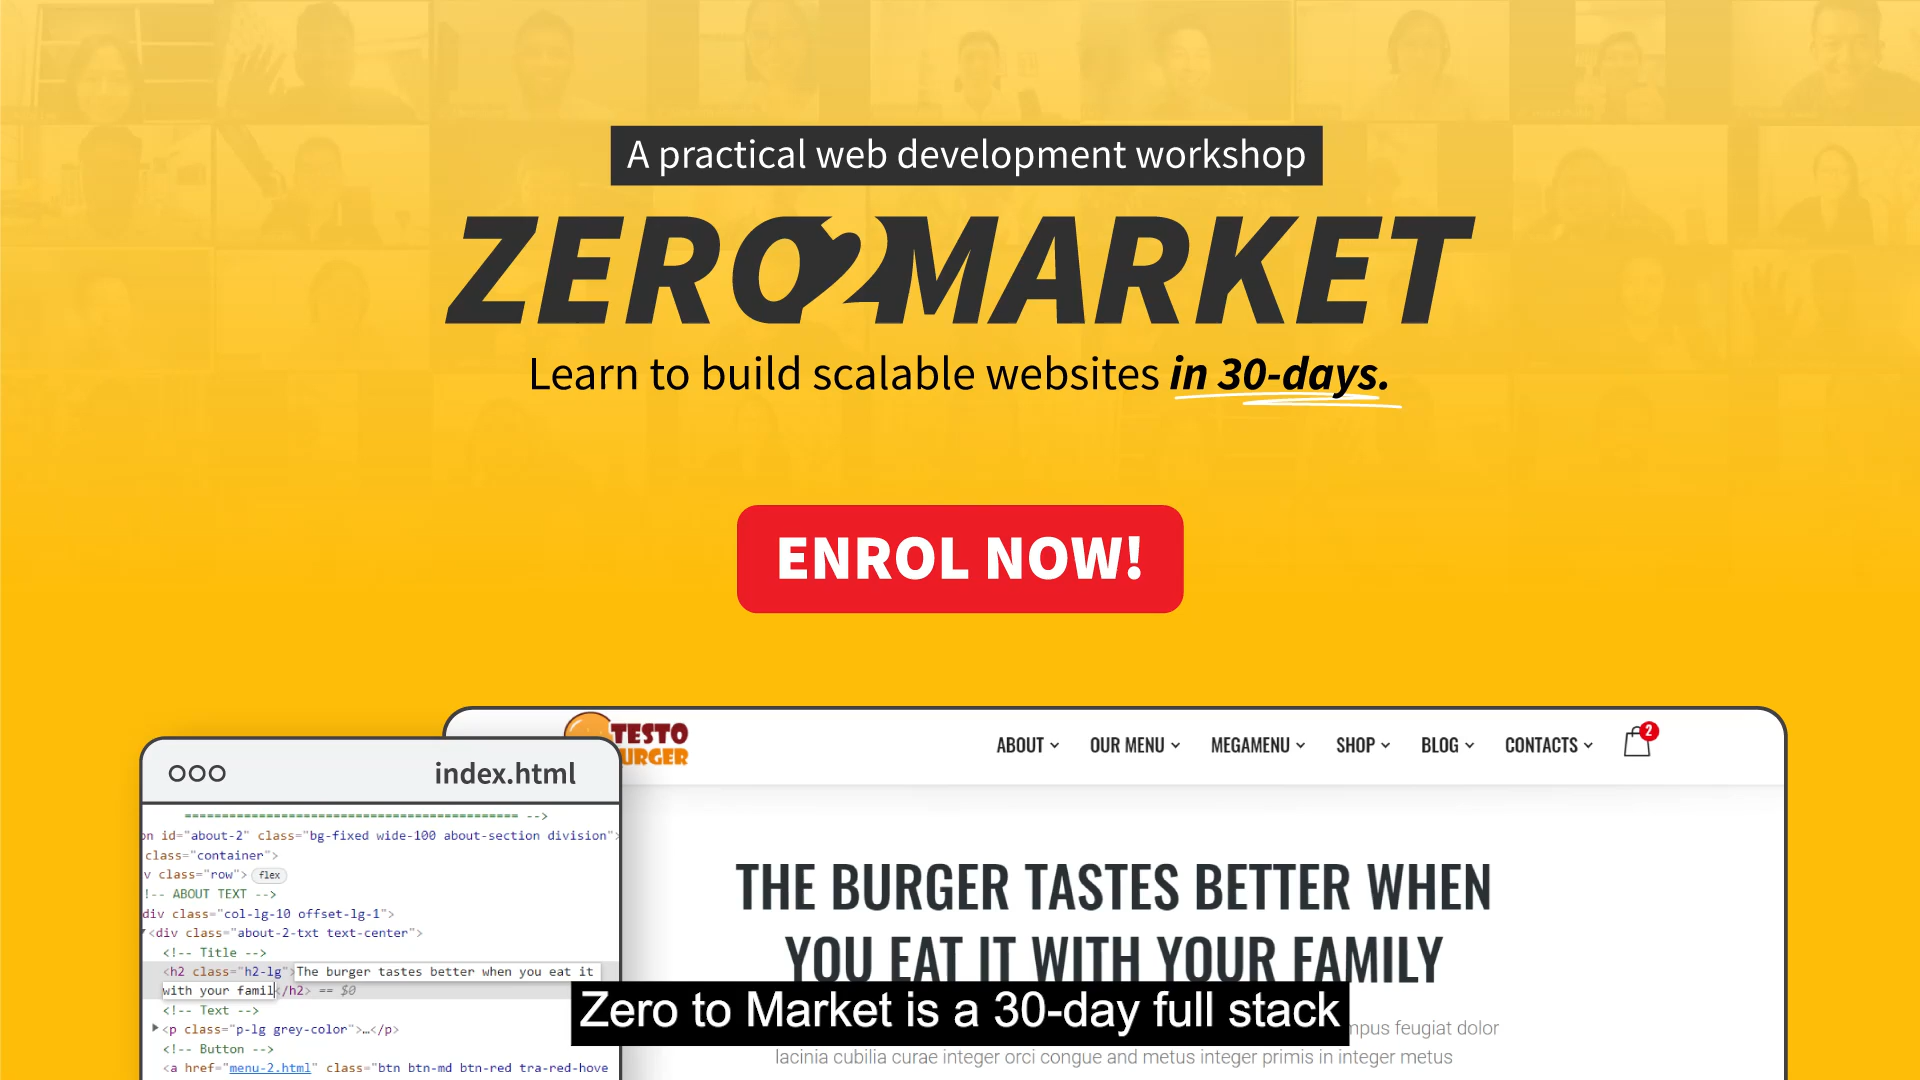 A practical web development workshop
ZERO2MARKET
Learn to build scalable websites in 30-days.
ENROL NOW!
TESTO
URGER
ABOUT OUR MENU MEGAMENU SHOP BLOG CONTACTS 2
index.html
============================================= -->
on id="about-2" class="bg-fixed wide-100 about-section division">
class="container">
v class="row"> flex
!-- ABOUT TEXT -->
div class="col-lg-10 offset-lg-1">
<div class="about-2-txt text-center">
<!-- Title -->
<h2 class="h2-lg">The burger tastes better when you eat it
with your famil</h2> == $0
<!-- Text -->
<p class="p-lg grey-color">…</p>
<!-- Button -->
<a href="menu-2.html" class="btn btn-md btn-red tra-red-hove
THE BURGER TASTES BETTER WHEN
YOU EAT IT WITH YOUR FAMILY
mpus feugiat dolor
lacinia cubilia curae integer orci congue and metus integer primis in integer metus
Zero to Market is a 30-day full stack